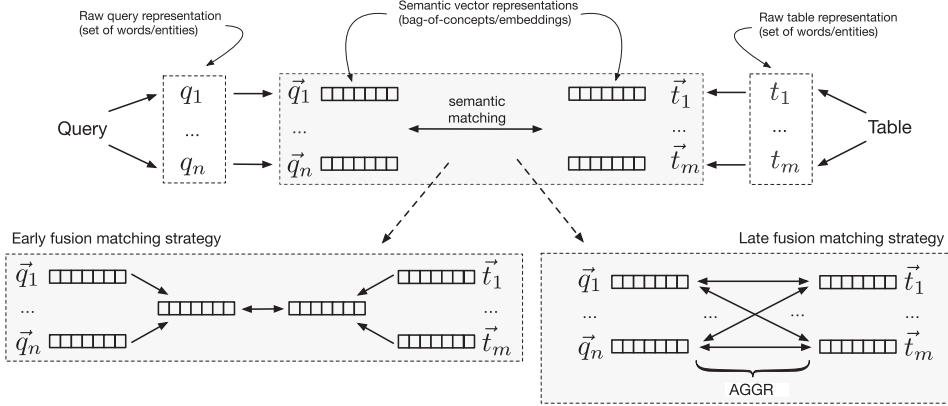 Raw query representation
(set of words/entities)
Semantic vector representations
(bag-of-concepts/embeddings)
Raw table representation
(set of words/entities)
Query
q1
...
qn
q⃗1
...
q⃗n
semantic
matching
t⃗1
...
t⃗m
t1
...
tm
Table
Early fusion matching strategy
q⃗1
...
q⃗n
t⃗1
...
t⃗m
Late fusion matching strategy
q⃗1
...
q⃗n
...
...
t⃗1
...
t⃗m
AGGR